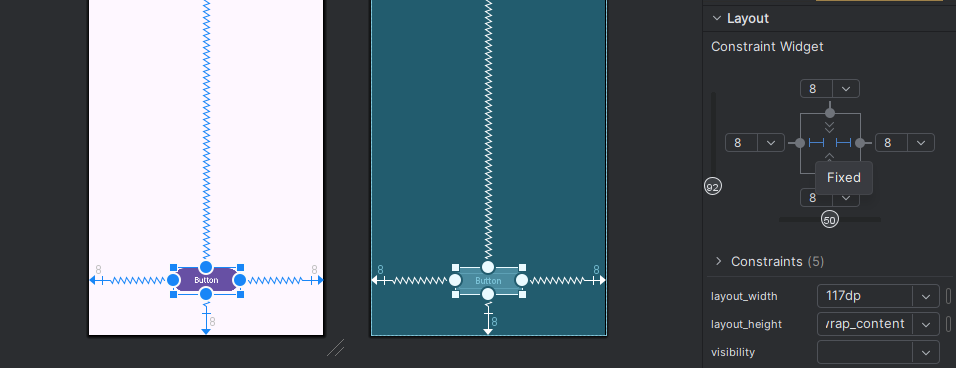 Layout
Constraint Widget
8
8
8
Fixed
92
8
50
8
8
8
8
Button
Button
8
8
Constraints (5)
layout_width
117dp
layout_height
wrap_content
visibility